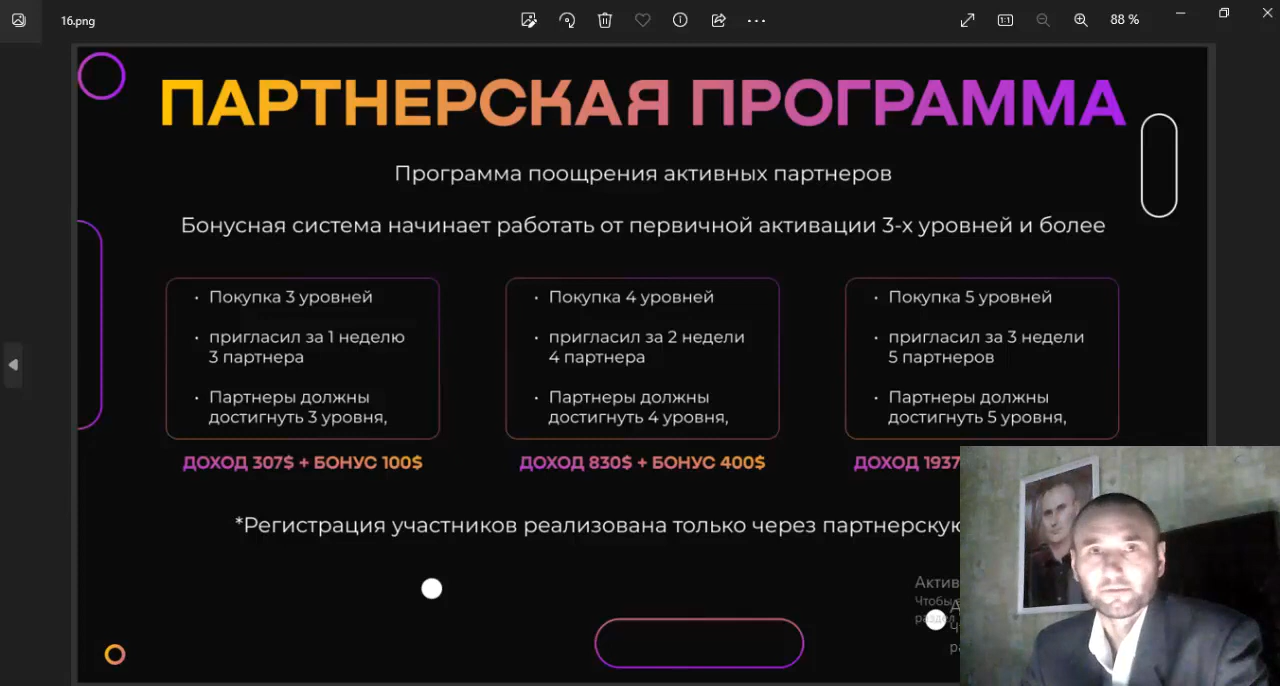 16.png
88 %
ПАРТНЕРСКАЯ ПРОГРАММА
Программа поощрения активных партнеров
Бонусная система начинает работать от первичной активации 3-х уровней и более
• Покупка 3 уровней
• пригласил за 1 неделю
3 партнера
• Партнеры должны
достигнуть 3 уровня,
ДОХОД 307$ + БОНУС 100$
• Покупка 4 уровней
• пригласил за 2 недели
4 партнера
• Партнеры должны
достигнуть 4 уровня,
ДОХОД 830$ + БОНУС 400$
• Покупка 5 уровней
• пригласил за 3 недели
5 партнеров
• Партнеры должны
достигнуть 5 уровня,
ДОХОД 1937
*Регистрация участников реализована только через партнерскую
Актив
Чтобы